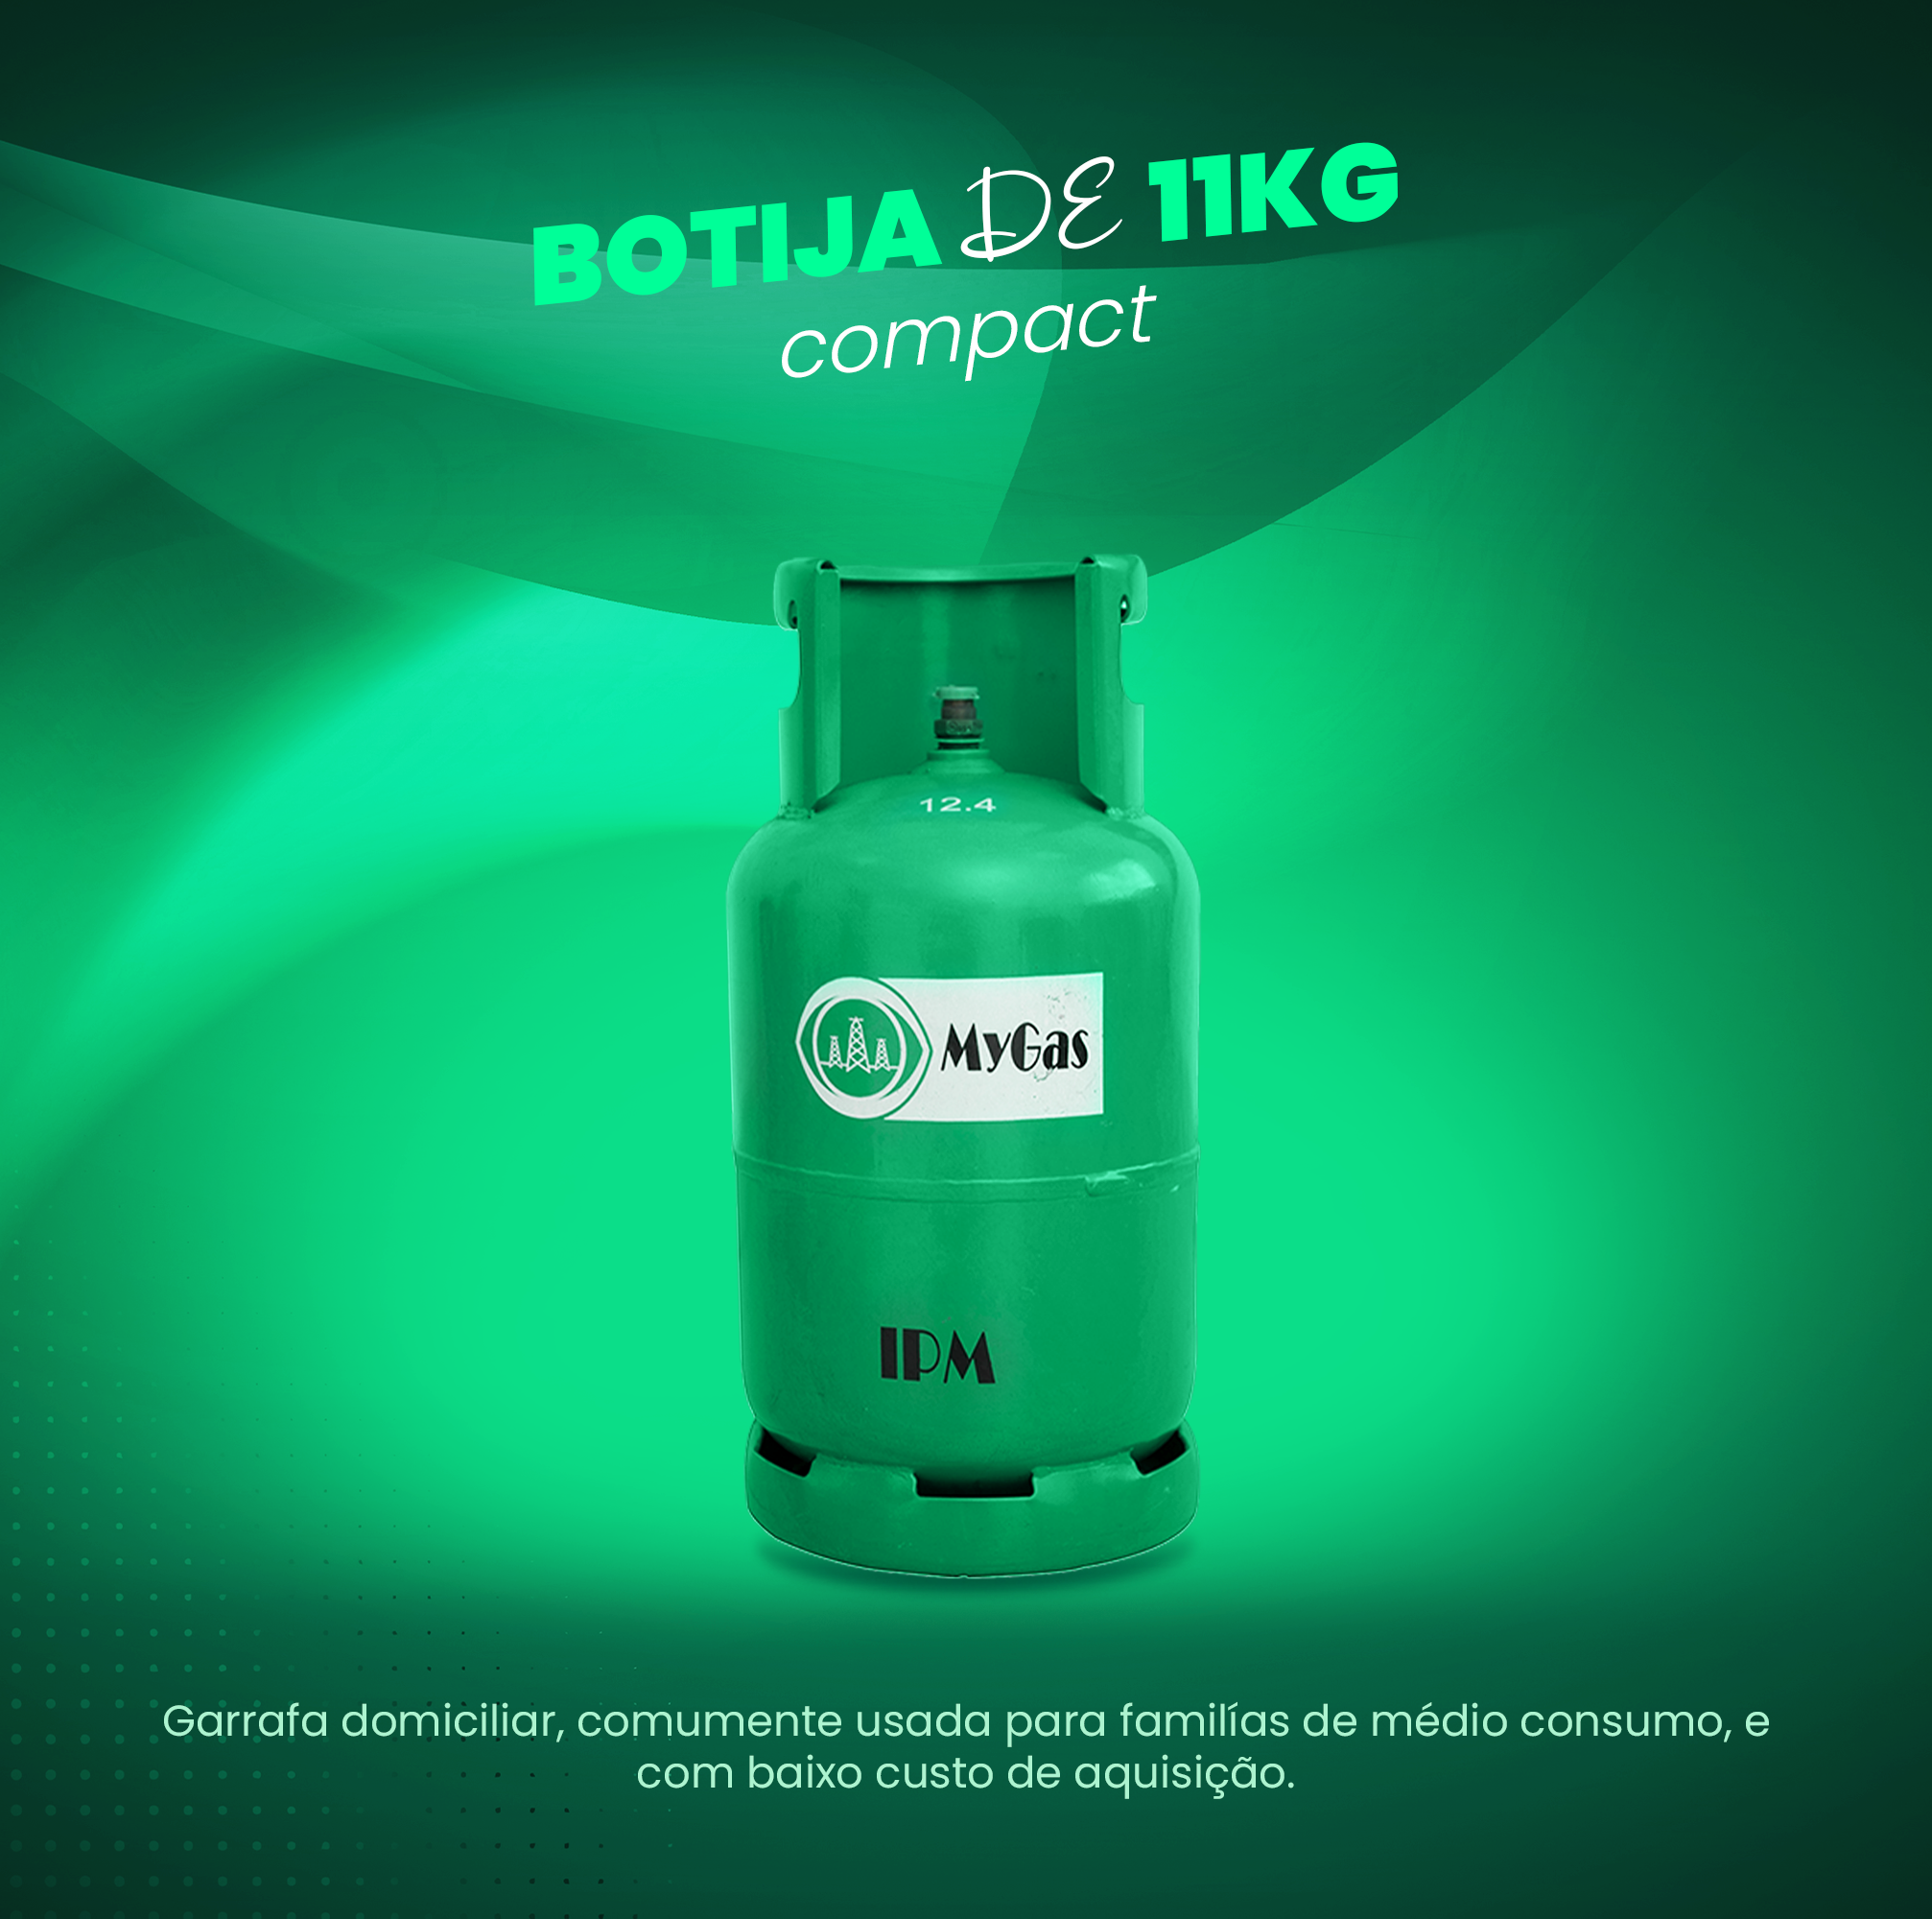 BOTIJA DE 11KG
compact
12.4
MyGas
IPM
Garrafa domiciliar, comumente usada para familías de médio consumo, e
com baixo custo de aquisição.